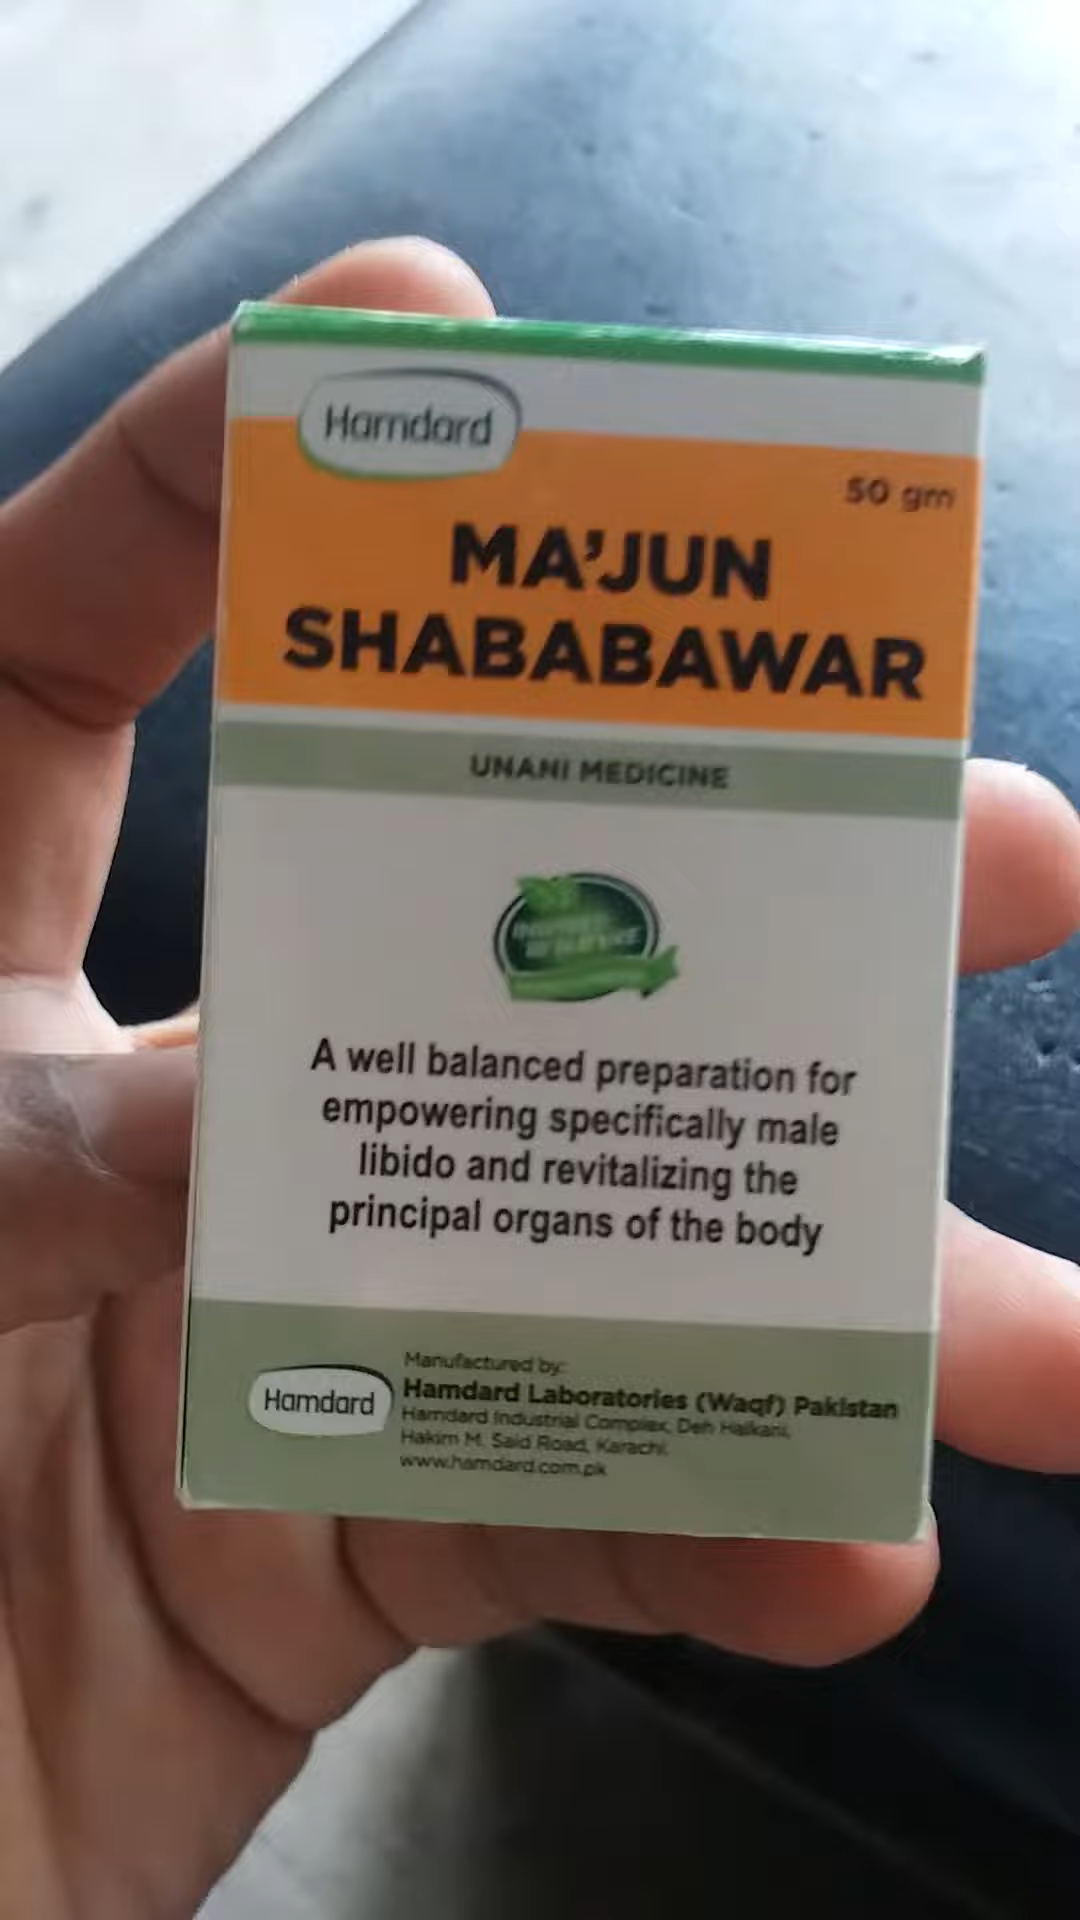 Hamdard
50 gm
MA'JUN
SHABABAWAR
UNANI MEDICINE
A well balanced preparation for
empowering specifically male
libido and revitalizing the
principal organs of the body
Manufactured by:
Hamdard
Hamdard Laboratories (Waqf) Pakistan
Hamdard Industrial Complex, Deh Halkani,
Hakim M. Said Road, Karachi.
www.hamdard.com.pk